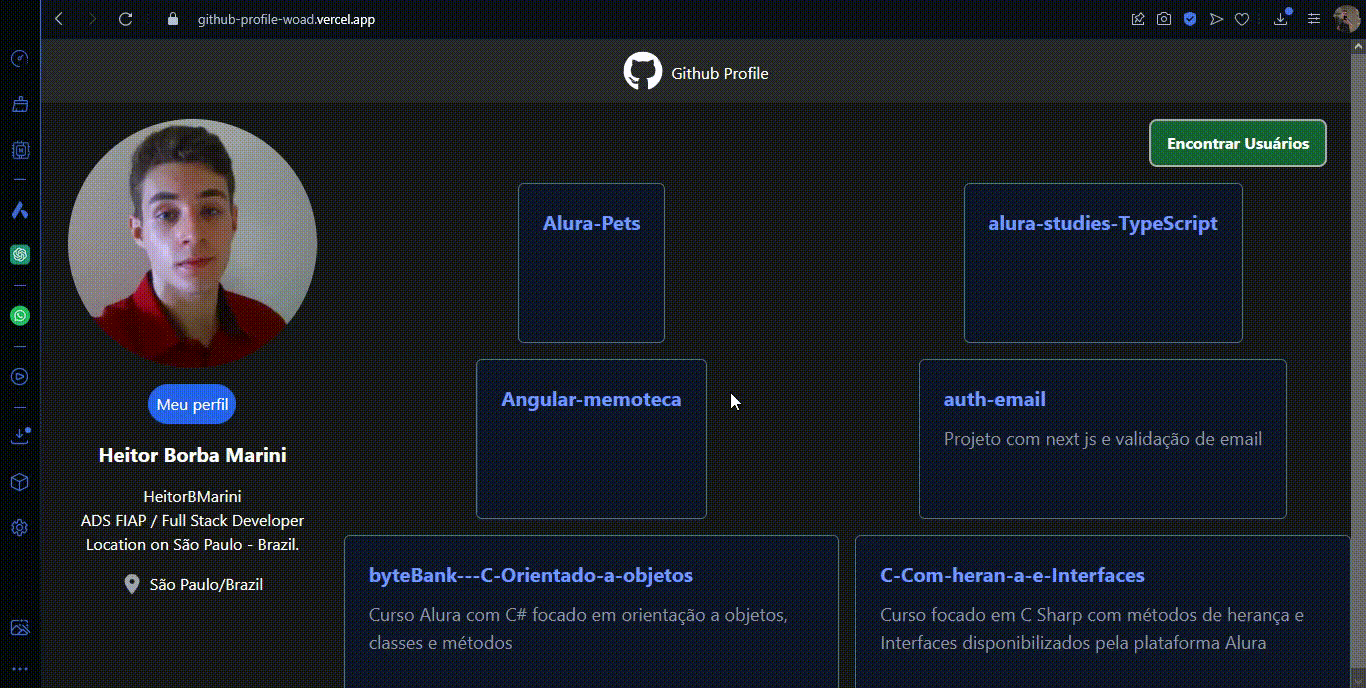 github-profile-woad.vercel.app
Github Profile
Encontrar Usuários
Meu perfil
Heitor Borba Marini
HeitorBMarini
ADS FIAP / Full Stack Developer
Location on São Paulo - Brazil.
São Paulo/Brazil
Alura-Pets
alura-studies-TypeScript
Angular-memoteca
auth-email
Projeto com next js e validação de email
byteBank---C-Orientado-a-objetos
Curso Alura com C# focado em orientação a objetos,
classes e métodos
C-Com-heran-a-e-Interfaces
Curso focado em C Sharp com métodos de herança e
Interfaces disponibilizados pela plataforma Alura